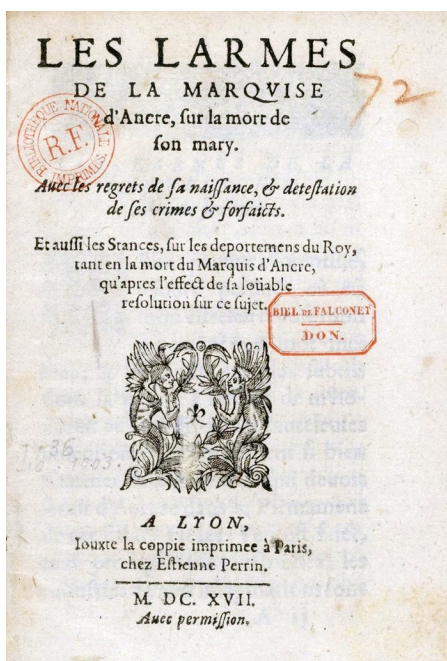 LES LARMES
DE LA MARQVISE
d'Ancre, ſur la mort de
ſon mary.
Auec les regrets de ſa naiſſance, & deteſtation
de ſes crimes & forfaicts.
Et auſſi les Stances, ſur les deportemens du Roy,
tant en la mort du Marquis d'Ancre,
qu'apres l'effect de ſa loüable
reſolution ſur ce ſujet.
72
BIBLIOTHÈQUE NATIONALE
R.F.
IMPRIMÉS
BIBL. DE FALCONET
DON.
A LYON,
Iouxte la coppie imprimee à Paris,
chez Eſtienne Perrin.
M. DC. XVII.
Auec permiſſion.